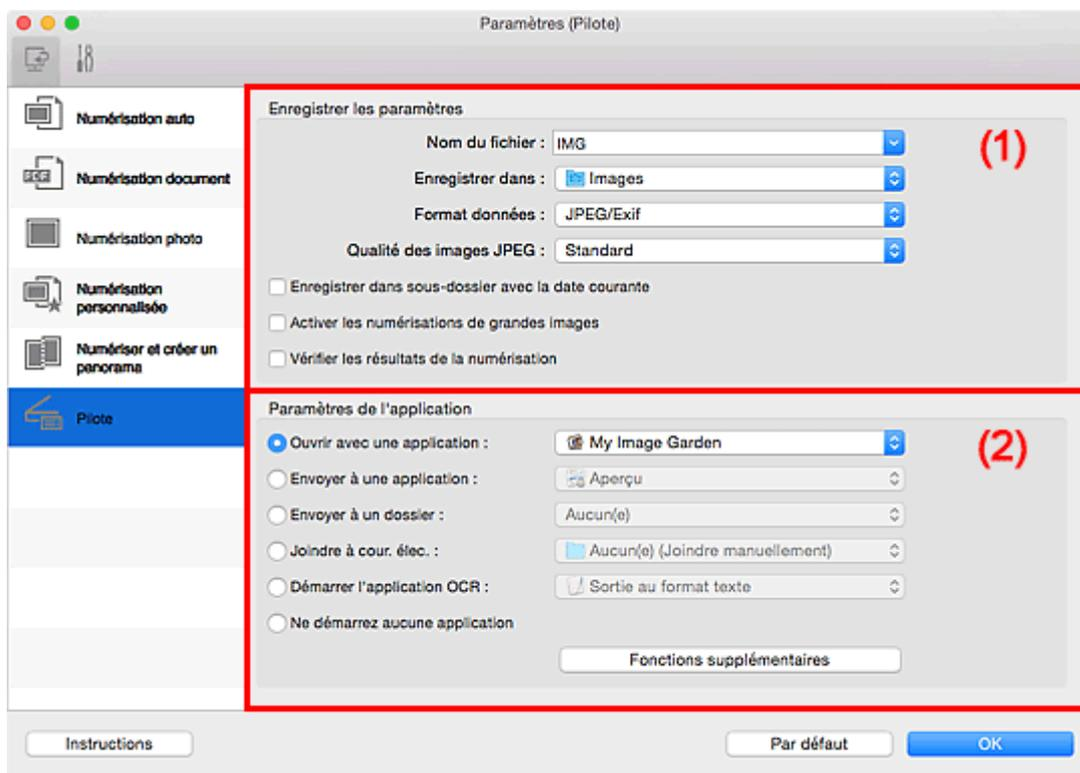 Paramètres (Pilote)
Numérisation auto
Numérisation document
Numérisation photo
Numérisation
personnalisée
Numériser et créer un
panorama
Pilote
Enregistrer les paramètres
(1)
Nom du fichier : IMG
Enregistrer dans : Images
Format données : JPEG/Exif
Qualité des images JPEG : Standard
Enregistrer dans sous-dossier avec la date courante
Activer les numérisations de grandes images
Vérifier les résultats de la numérisation
Paramètres de l'application
(2)
Ouvrir avec une application : My Image Garden
Envoyer à une application : Aperçu
Envoyer à un dossier : Aucun(e)
Joindre à cour. élec. : Aucun(e) (Joindre manuellement)
Démarrer l'application OCR : Sortie au format texte
Ne démarrez aucune application
Fonctions supplémentaires
Instructions
Par défaut
OK